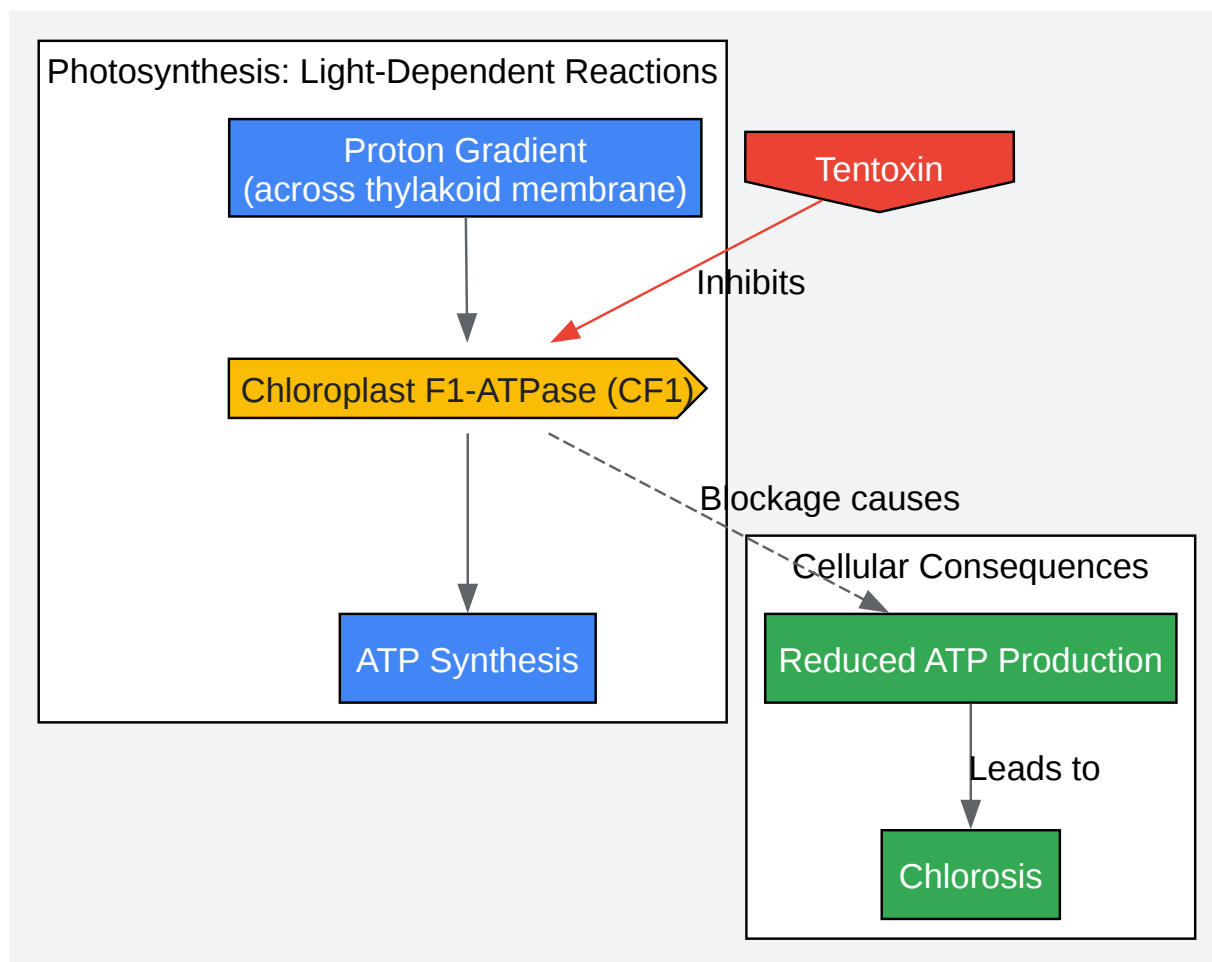 Photosynthesis: Light-Dependent Reactions
Proton Gradient
(across thylakoid membrane)
Tentoxin
Inhibits
Chloroplast F1-ATPase (CF1)
Blockage causes
Cellular Consequences
ATP Synthesis
Reduced ATP Production
Leads to
Chlorosis